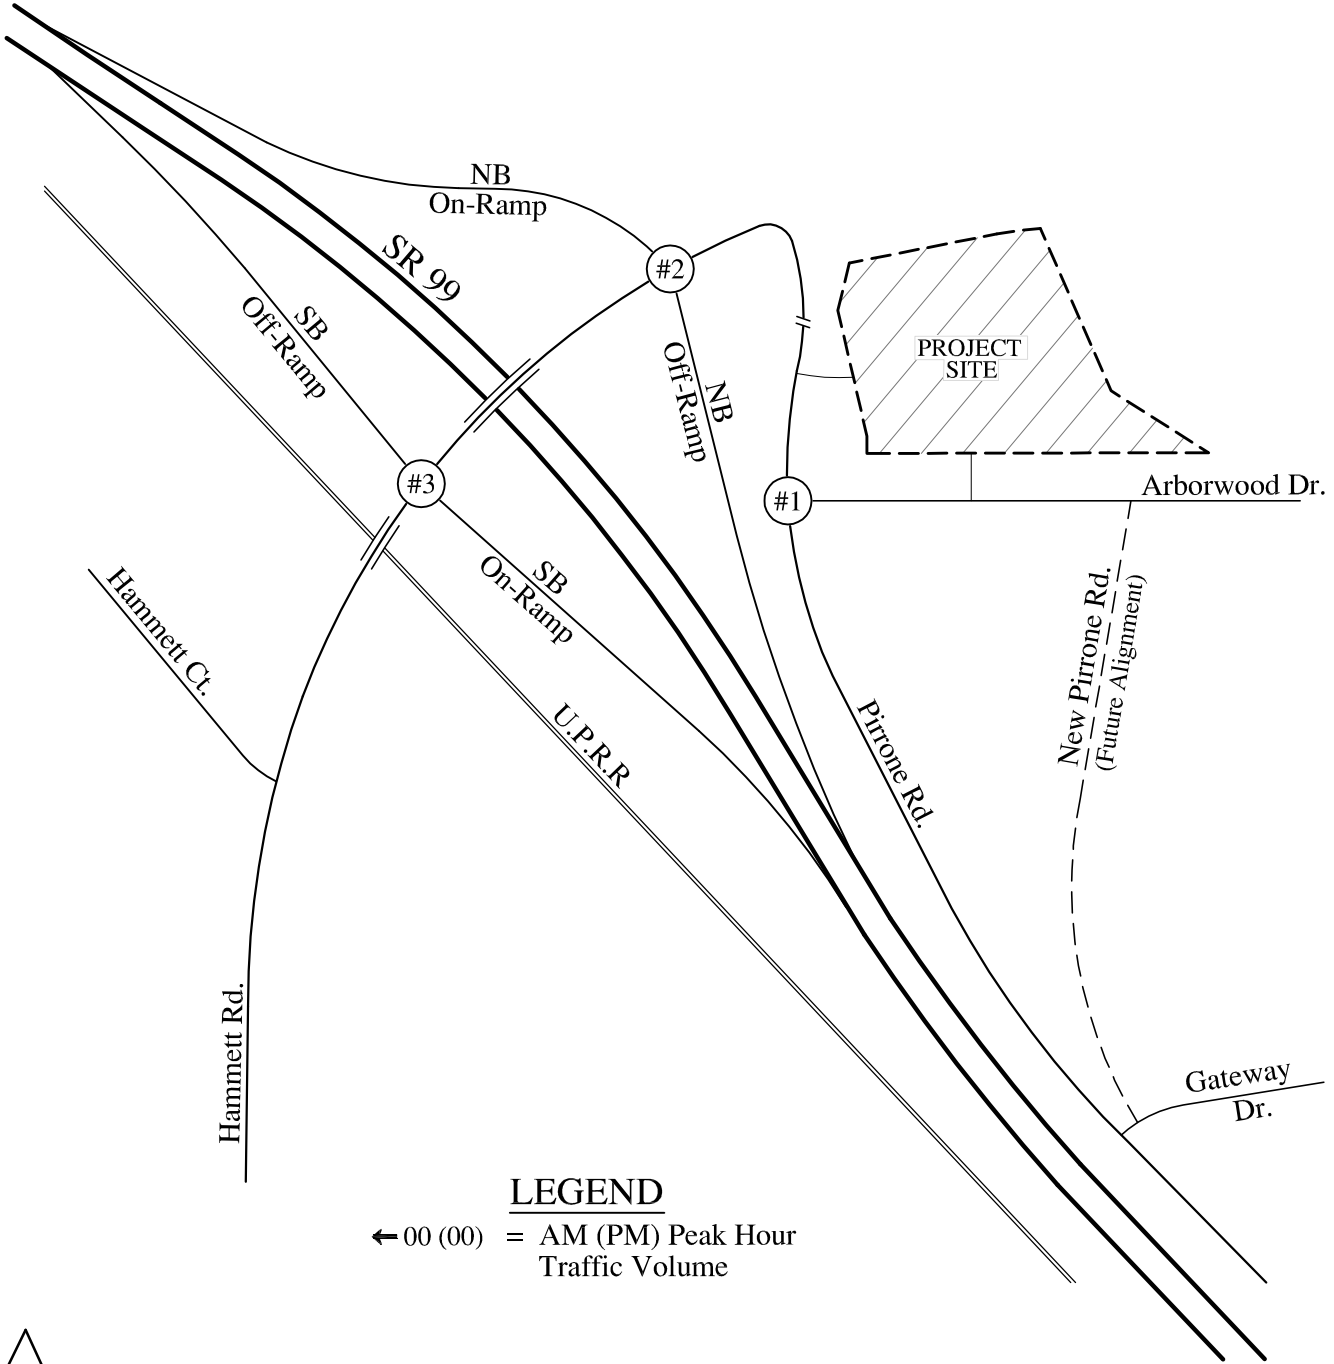 NB
On-Ramp
SR 99
#2
SB
Off-Ramp
PROJECT
SITE
NB
Off-Ramp
#3
#1
Arborwood Dr.
SB
On-Ramp
Hammett Ct.
New Pirrone Rd.
(Future Alignment)
U.P.R.R
Pirrone Rd.
Hammett Rd.
Gateway
Dr.
LEGEND
00 (00) = AM (PM) Peak Hour
Traffic Volume